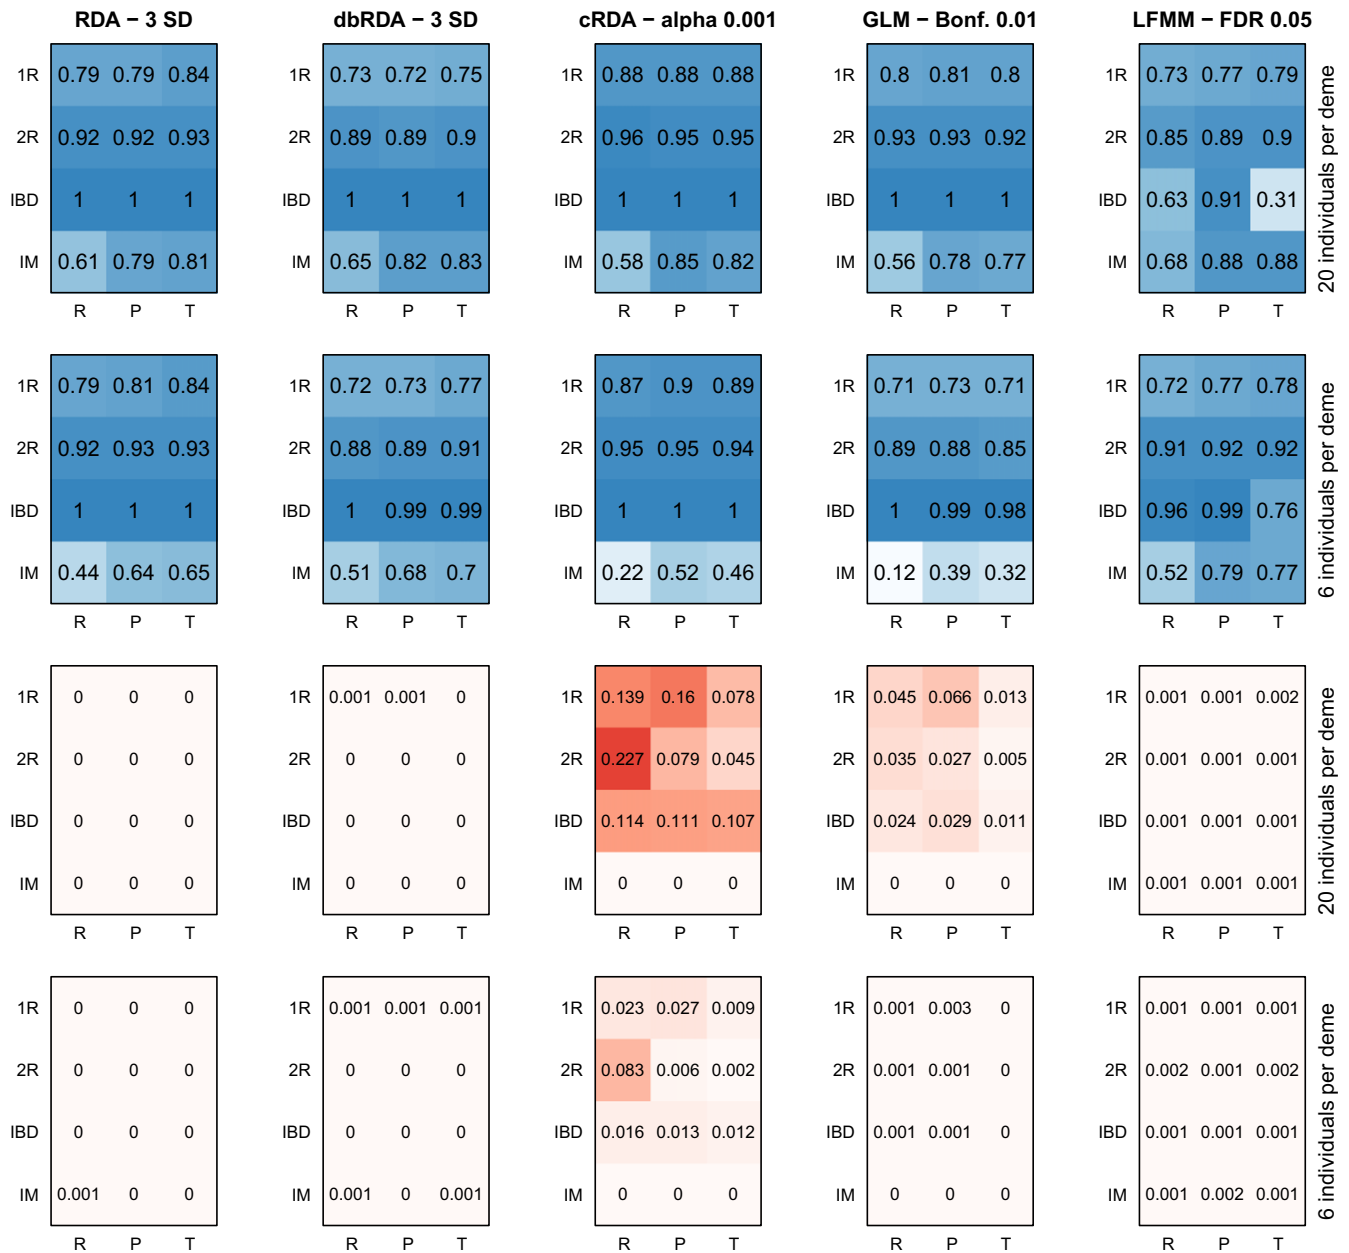 RDA − 3 SD dbRDA − 3 SD cRDA − alpha 0.001 GLM − Bonf. 0.01 LFMM − FDR 0.05
1R 0.79 0.79 0.84 1R 0.73 0.72 0.75 1R 0.88 0.88 0.88 1R 0.8 0.81 0.8 1R 0.73 0.77 0.79
2R 0.92 0.92 0.93 2R 0.89 0.89 0.9 2R 0.96 0.95 0.95 2R 0.93 0.93 0.92 2R 0.85 0.89 0.9
IBD 1 1 1 IBD 1 1 1 IBD 1 1 1 IBD 1 1 1 IBD 0.63 0.91 0.31
IM 0.61 0.79 0.81 IM 0.65 0.82 0.83 IM 0.58 0.85 0.82 IM 0.56 0.78 0.77 IM 0.68 0.88 0.88
R P T R P T R P T R P T R P T
20 individuals per deme
1R 0.79 0.81 0.84 1R 0.72 0.73 0.77 1R 0.87 0.9 0.89 1R 0.71 0.73 0.71 1R 0.72 0.77 0.78
2R 0.92 0.93 0.93 2R 0.88 0.89 0.91 2R 0.95 0.95 0.94 2R 0.89 0.88 0.85 2R 0.91 0.92 0.92
IBD 1 1 1 IBD 1 0.99 0.99 IBD 1 1 1 IBD 1 0.99 0.98 IBD 0.96 0.99 0.76
IM 0.44 0.64 0.65 IM 0.51 0.68 0.7 IM 0.22 0.52 0.46 IM 0.12 0.39 0.32 IM 0.52 0.79 0.77
R P T R P T R P T R P T R P T
6 individuals per deme
1R 0 0 0 1R 0.001 0.001 0 1R 0.139 0.16 0.078 1R 0.045 0.066 0.013 1R 0.001 0.001 0.002
2R 0 0 0 2R 0 0 0 2R 0.227 0.079 0.045 2R 0.035 0.027 0.005 2R 0.001 0.001 0.001
IBD 0 0 0 IBD 0 0 0 IBD 0.114 0.111 0.107 IBD 0.024 0.029 0.011 IBD 0.001 0.001 0.001
IM 0 0 0 IM 0 0 0 IM 0 0 0 IM 0 0 0 IM 0.001 0.001 0.001
R P T R P T R P T R P T R P T
20 individuals per deme
1R 0 0 0 1R 0.001 0.001 0.001 1R 0.023 0.027 0.009 1R 0.001 0.003 0 1R 0.001 0.001 0.001
2R 0 0 0 2R 0 0 0 2R 0.083 0.006 0.002 2R 0.001 0.001 0 2R 0.002 0.001 0.002
IBD 0 0 0 IBD 0 0 0 IBD 0.016 0.013 0.012 IBD 0.001 0.001 0 IBD 0.001 0.001 0.001
IM 0.001 0 0 IM 0.001 0 0.001 IM 0 0 0 IM 0 0 0 IM 0.001 0.002 0.001
R P T R P T R P T R P T R P T
6 individuals per deme